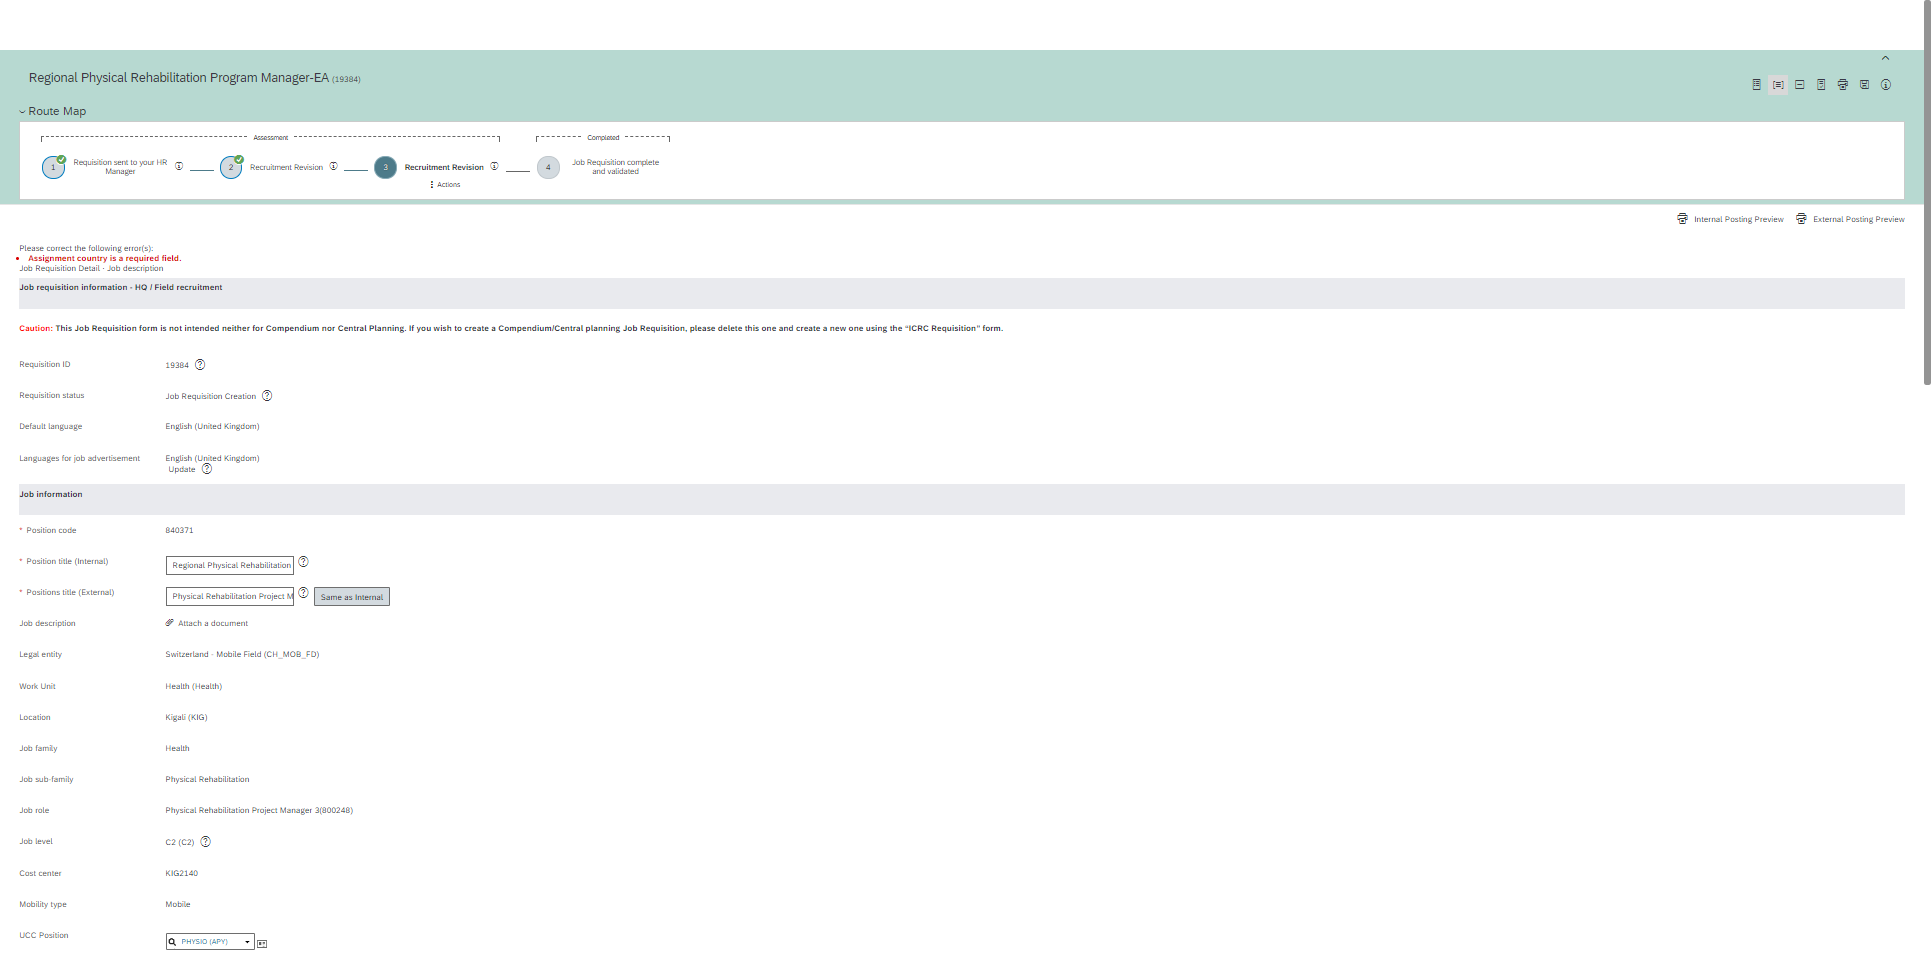 Regional Physical Rehabilitation Program Manager-EA (19384)
Route Map
Assessment
Completed
1
Requisition sent to your HR Manager
2
Recruitment Revision
3
Recruitment Revision
Actions
4
Job Requisition complete and validated
Internal Posting Preview
External Posting Preview
Please correct the following error(s):
Assignment country is a required field.
Job Requisition Detail · Job description
Job requisition information - HQ / Field recruitment
Caution: This Job Requisition form is not intended neither for Compendium nor Central Planning. If you wish to create a Compendium/Central planning Job Requisition, please delete this one and create a new one using the "ICRC Requisition" form.
Requisition ID 19384
Requisition status Job Requisition Creation
Default language English (United Kingdom)
Languages for job advertisement English (United Kingdom)
Update
Job information
* Position code 840371
* Position title (Internal) Regional Physical Rehabilitation
* Positions title (External) Physical Rehabilitation Project M Same as Internal
Job description Attach a document
Legal entity Switzerland - Mobile Field (CH_MOB_FD)
Work Unit Health (Health)
Location Kigali (KIG)
Job family Health
Job sub-family Physical Rehabilitation
Job role Physical Rehabilitation Project Manager 3(800248)
Job level C2 (C2)
Cost center KIG2140
Mobility type Mobile
UCC Position PHYSIO (APY)